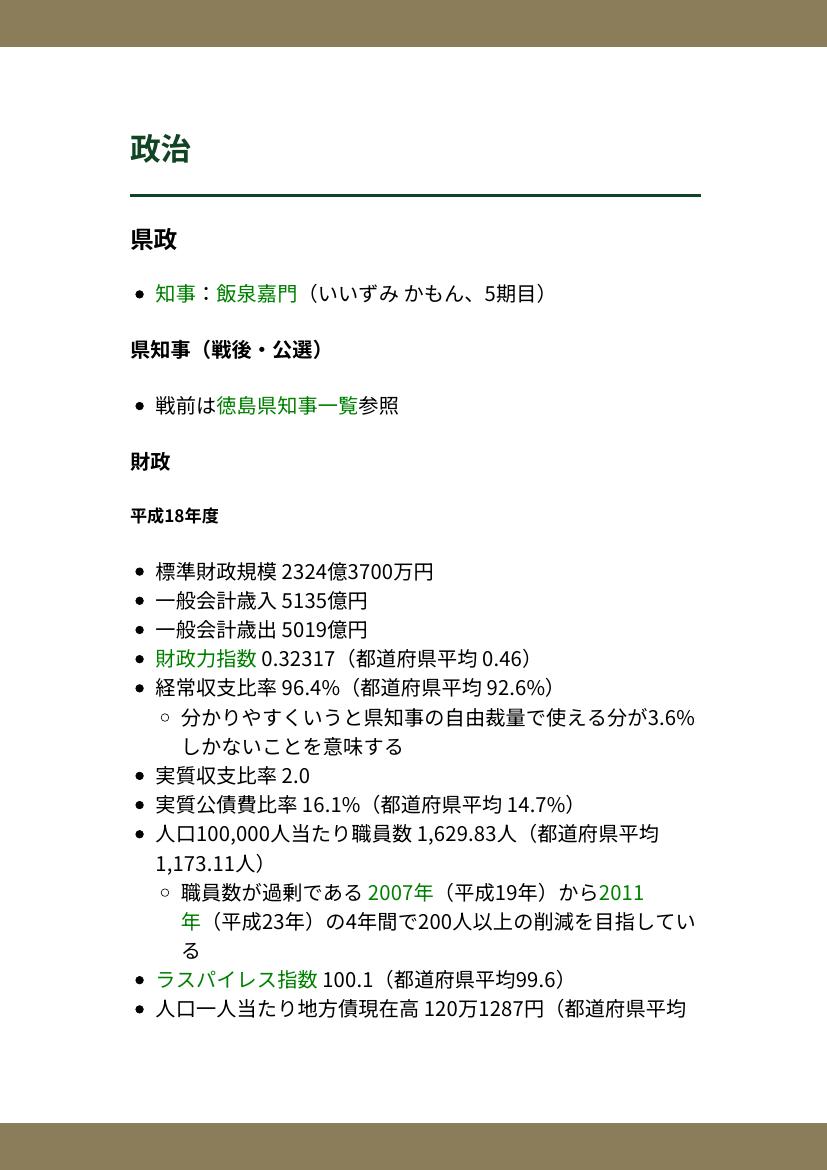 政治
県政
知事：飯泉嘉門（いいずみ かもん、5期目）
県知事（戦後・公選）
戦前は徳島県知事一覧参照
財政
平成18年度
標準財政規模 2324億3700万円
一般会計歳入 5135億円
一般会計歳出 5019億円
財政力指数 0.32317（都道府県平均 0.46）
経常収支比率 96.4%（都道府県平均 92.6%）
分かりやすくいうと県知事の自由裁量で使える分が3.6%
しかないことを意味する
実質収支比率 2.0
実質公債費比率 16.1%（都道府県平均 14.7%）
人口100,000人当たり職員数 1,629.83人（都道府県平均
1,173.11人）
職員数が過剰である 2007年（平成19年）から2011
年（平成23年）の4年間で200人以上の削減を目指してい
る
ラスパイレス指数 100.1（都道府県平均99.6）
人口一人当たり地方債現在高 120万1287円（都道府県平均